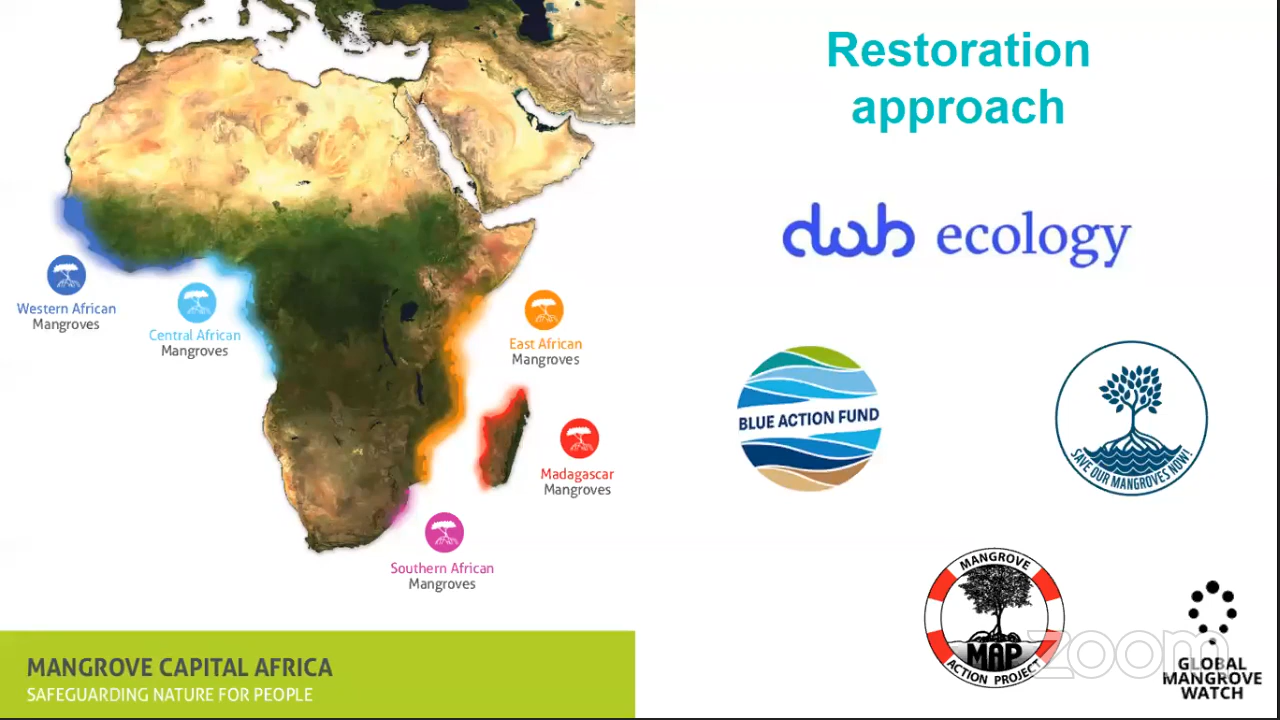 Restoration
approach
dob ecology
Western African
Mangroves
Central African
Mangroves
East African
Mangroves
Madagascar
Mangroves
Southern African
Mangroves
BLUE ACTION FUND
SAVE OUR MANGROVES NOW!
MANGROVE
MAP
ACTION PROJECT
zoom
GLOBAL
MANGROVE
WATCH
MANGROVE CAPITAL AFRICA
SAFEGUARDING NATURE FOR PEOPLE